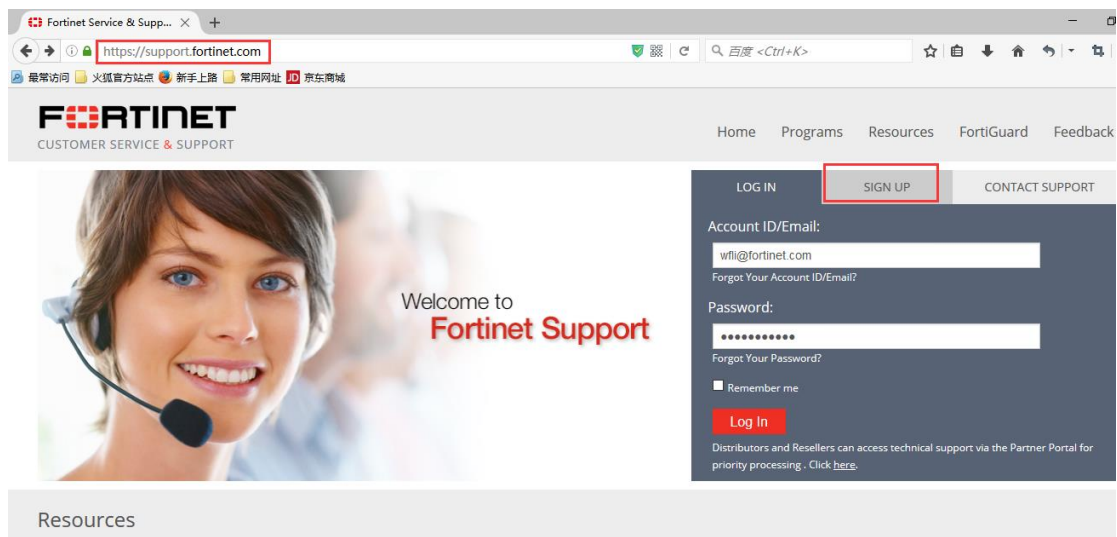 Fortinet Service & Supp...
https://support.fortinet.com
百度 <Ctrl+K>
最常访问 火狐官方站点 新手上路 常用网址 JD 京东商城
FORTINET
CUSTOMER SERVICE & SUPPORT
Home Programs Resources FortiGuard Feedback
LOG IN SIGN UP CONTACT SUPPORT
Account ID/Email:
wfli@fortinet.com
Forgot Your Account ID/Email?
Welcome to
Fortinet Support
Password:
Forgot Your Password?
Remember me
Log In
Distributors and Resellers can access technical support via the Partner Portal for
priority processing . Click here.
Resources